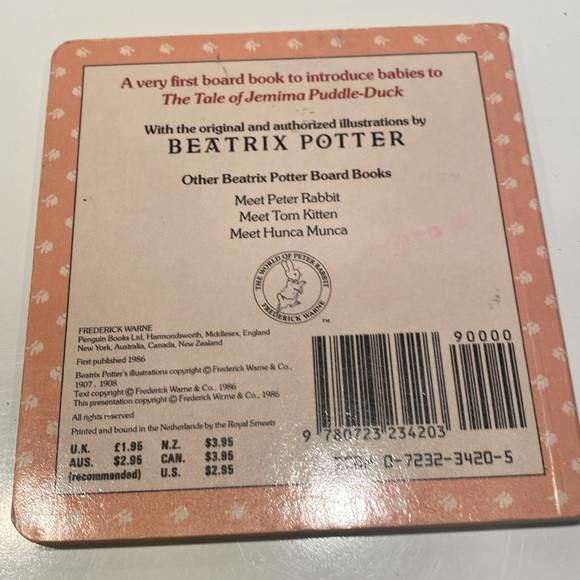 A very first board book to introduce babies to
The Tale of Jemima Puddle-Duck
With the original and authorized illustrations by
BEATRIX POTTER
Other Beatrix Potter Board Books
Meet Peter Rabbit
Meet Tom Kitten
Meet Hunca Munca
THE WORLD OF PETER RABBIT
FREDERICK WARNE
TM
FREDERICK WARNE
Penguin Books Ltd, Harmondsworth, Middlesex, England
New York, Australia, Canada, New Zealand
First published 1986
Beatrix Potter's illustrations copyright © Frederick Warne & Co.,
1907, 1908
Text copyright © Frederick Warne & Co., 1986
This presentation copyright © Frederick Warne & Co., 1986
All rights reserved
Printed and bound in the Netherlands by the Royal Smeets
U.K. £1.95 N.Z. $3.95
AUS. $2.95 CAN. $3.95
(recommended) U.S. $2.95
90000
9 780723 234203
ISBN 0-7232-3420-5